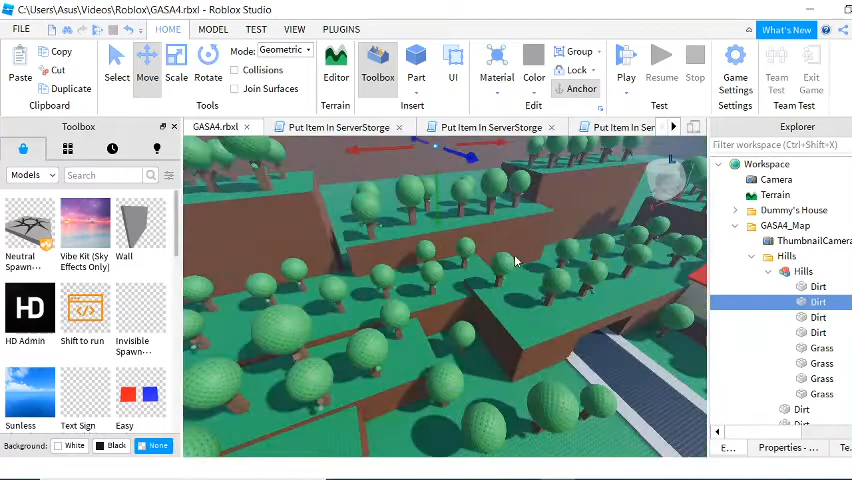 C:\Users\Asus\Videos\Roblox\GASA4.rbxl - Roblox Studio
FILE
HOME
MODEL
TEST
VIEW
PLUGINS
What's New
Paste
Copy
Cut
Duplicate
Clipboard
Select
Move
Scale
Rotate
Mode: Geometric
Collisions
Join Surfaces
Tools
Editor
Terrain
Toolbox
Part
UI
Insert
Material
Color
Group
Lock
Anchor
Edit
Play
Resume
Stop
Test
Game Settings
Settings
Team Test
Exit Game
Team Test
Toolbox
Models
Search
Neutral Spawn...
Vibe Kit (Sky Effects Only)
Wall
HD
HD Admin
Shift to run
Invisible Spawn...
Sunless
Text Sign
Easy
Background:
White
Black
None
GASA4.rbxl
Put Item In ServerStorge
Put Item In ServerStorge
Put Item In Ser
Explorer
Filter workspace (Ctrl+Shift+X)
Workspace
Camera
Terrain
Dummy's House
GASA4_Map
ThumbnailCamera
Hills
Hills
Dirt
Dirt
Dirt
Dirt
Grass
Grass
Grass
Grass
Dirt
E...
Properties - ...
Te..